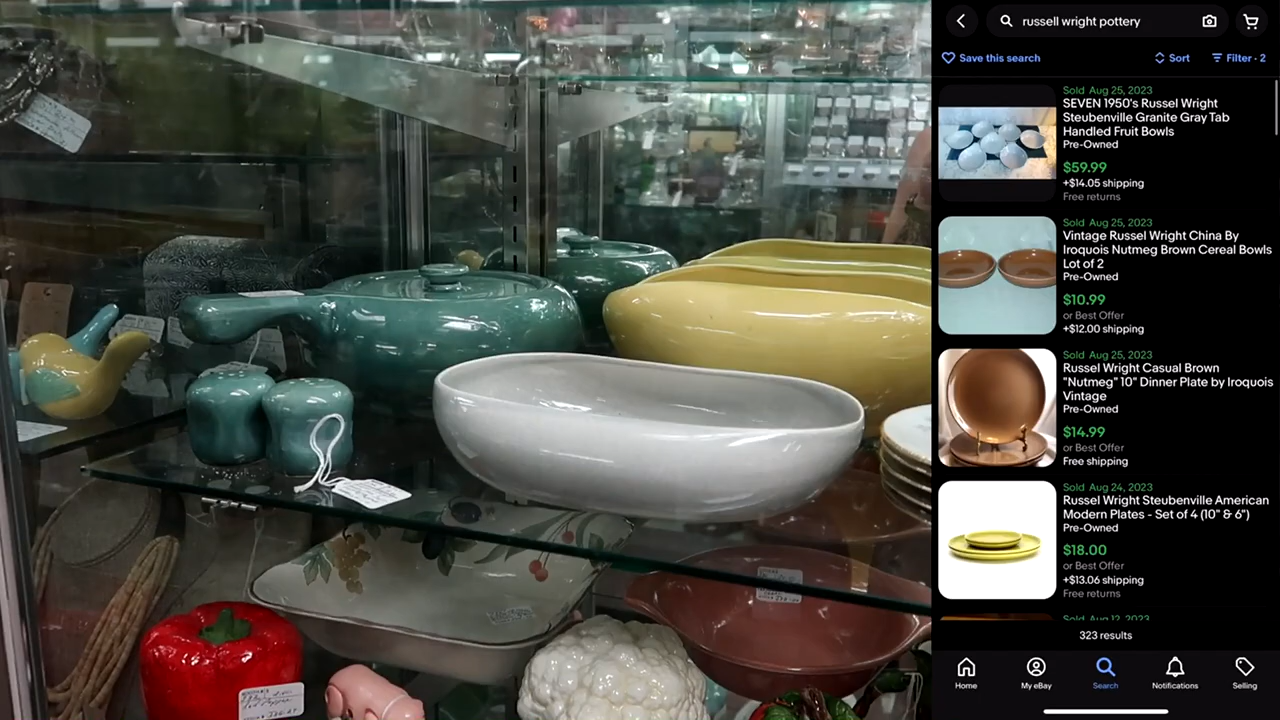 russell wright pottery
Save this search
Sort
Filter · 2
Sold Aug 25, 2023
SEVEN 1950's Russel Wright
Steubenville Granite Gray Tab
Handled Fruit Bowls
Pre-Owned
$59.99
+$14.05 shipping
Free returns
Sold Aug 25, 2023
Vintage Russel Wright China By
Iroquois Nutmeg Brown Cereal Bowls
Lot of 2
Pre-Owned
$10.99
or Best Offer
+$12.00 shipping
Sold Aug 25, 2023
Russel Wright Casual Brown
"Nutmeg" 10" Dinner Plate by Iroquois
Vintage
Pre-Owned
$14.99
or Best Offer
Free shipping
Sold Aug 24, 2023
Russel Wright Steubenville American
Modern Plates - Set of 4 (10" & 6")
Pre-Owned
$18.00
or Best Offer
+$13.06 shipping
Free returns
Sold Aug 12, 2023
323 results
Home
My eBay
Search
Notifications
Selling